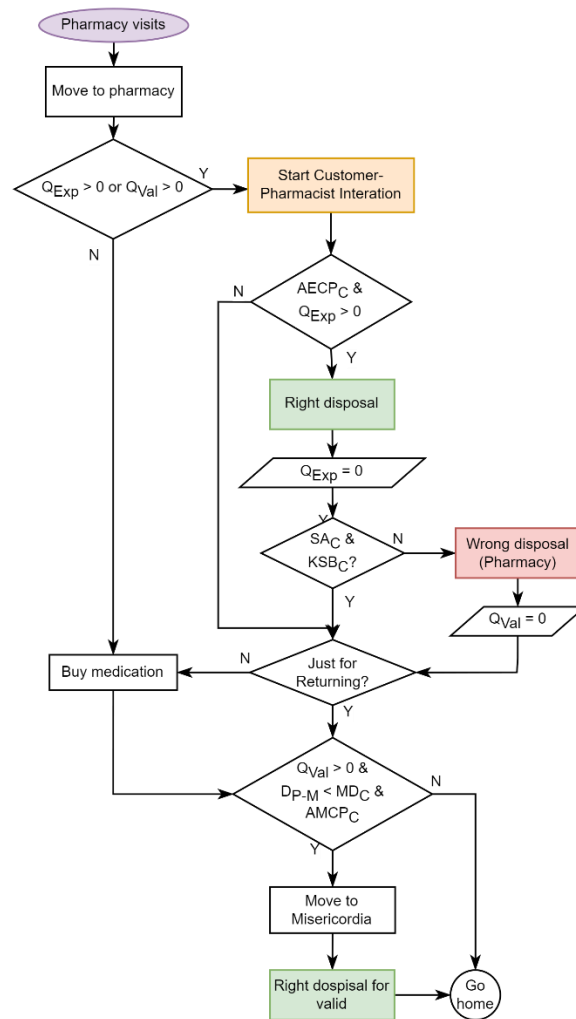 Pharmacy visits
Move to pharmacy
QExp > 0 or QVal > 0
Y
N
Start Customer-
Pharmacist Interation
AECPC &
QExp > 0
N
Y
Right disposal
QExp = 0
Y
SAC &
KSBC?
N
Y
Wrong disposal
(Pharmacy)
QVal = 0
Just for
Returning?
N
Y
Buy medication
QVal > 0 &
DP-M < MDC &
AMCPC
N
Y
Move to
Misericordia
Right dospisal for
valid
Go
home